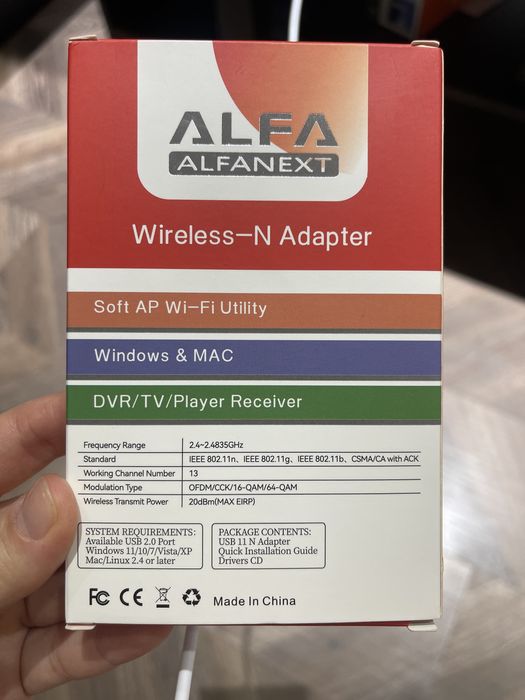 ALFA
ALFANEXT
Wireless-N Adapter
Soft AP Wi-Fi Utility
Windows & MAC
DVR/TV/Player Receiver
Frequency Range 2.4~2.4835GHz
Standard IEEE 802.11n、IEEE 802.11g、IEEE 802.11b、CSMA/CA with ACK
Working Channel Number 13
Modulation Type OFDM/CCK/16-QAM/64-QAM
Wireless Transmit Power 20dBm(MAX EIRP)
SYSTEM REQUIREMENTS:
Available USB 2.0 Port
Windows 11/10/7/Vista/XP
Mac/Linux 2.4 or later
PACKAGE CONTENTS:
USB 11 N Adapter
Quick Installation Guide
Drivers CD
FC CE Made In China